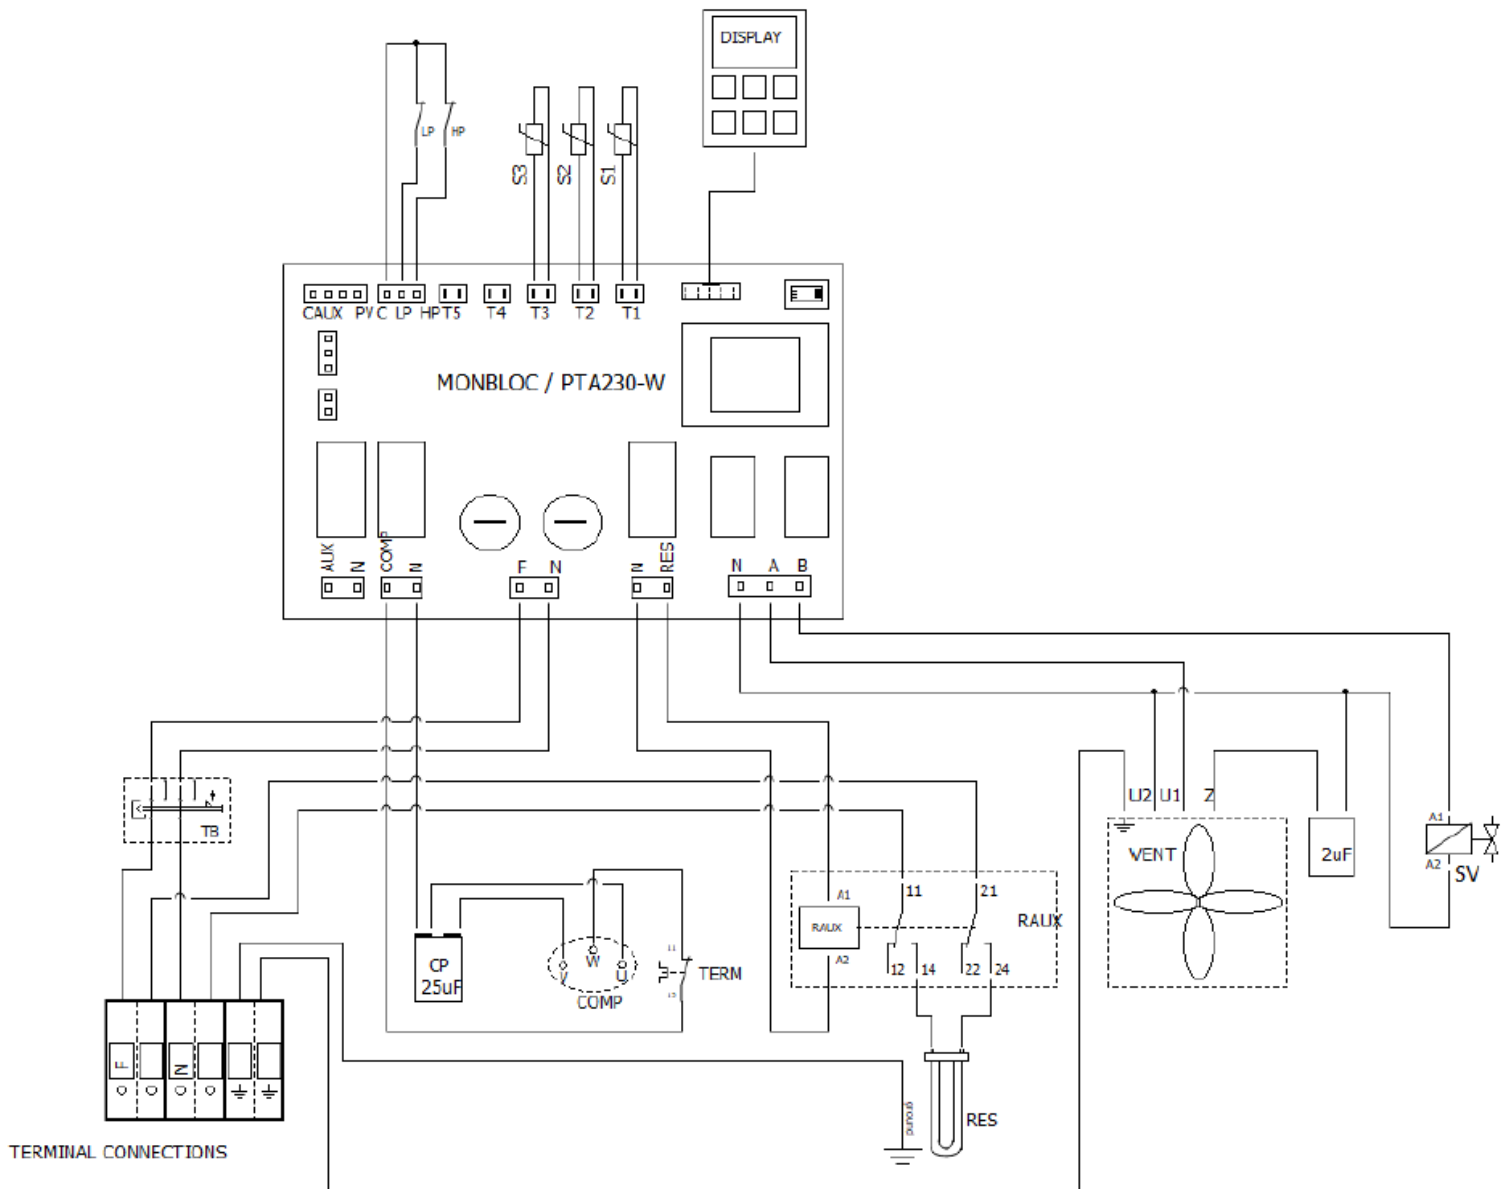 DISPLAY
LP HP
S3 S2 S1
CAUX PV C LP HP T5 T4 T3 T2 T1
MONBLOC / PTA230-W
AUX N COMP N F N N RES N A B
U2 U1 Z
TB
VENT 2uF A1
A2 SV
A1 11 21
RAUX RAUX
A2 12 14 22 24
CP
25uF
V W U
COMP
TERM
F N
ground
RES
TERMINAL CONNECTIONS